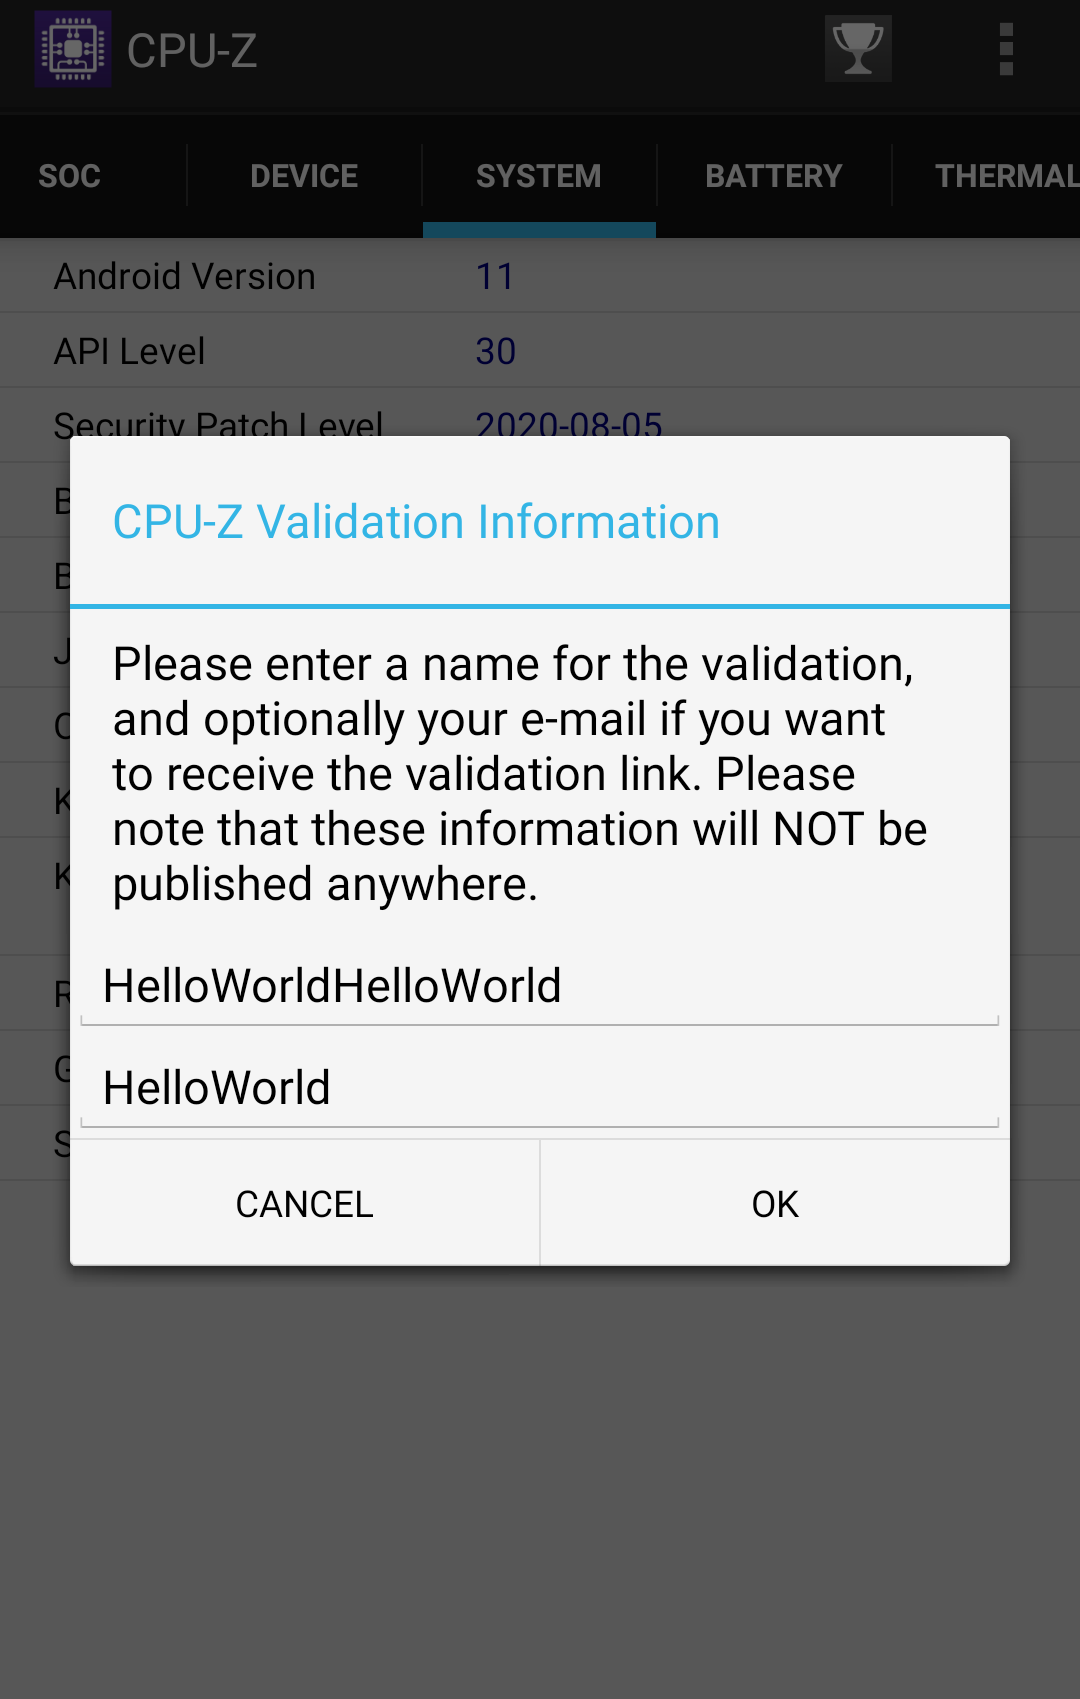 CPU-Z
SOC DEVICE SYSTEM BATTERY THERMAL
Android Version 11
API Level 30
Security Patch Level 2020-08-05
CPU-Z Validation Information
Please enter a name for the validation,
and optionally your e-mail if you want
to receive the validation link. Please
note that these information will NOT be
published anywhere.
HelloWorldHelloWorld
HelloWorld
CANCEL OK